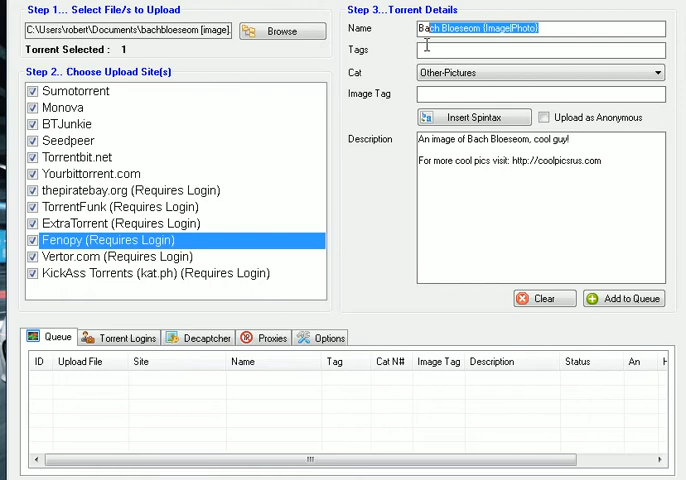 Step 1... Select File/s to Upload
C:\Users\robert\Documents\bachbloeseom [image].
Browse
Torrent Selected : 1
Step 2.. Choose Upload Site(s)
Sumotorrent
Monova
BTJunkie
Seedpeer
Torrentbit.net
Yourbittorrent.com
thepiratebay.org (Requires Login)
TorrentFunk (Requires Login)
ExtraTorrent (Requires Login)
Fenopy (Requires Login)
Vertor.com (Requires Login)
KickAss Torrents (kat.ph) (Requires Login)
Step 3...Torrent Details
Name
Bach Bloeseom {Image|Photo}
Tags
Cat
Other-Pictures
Image Tag
Insert Spintax
Upload as Anonymous
Description
An image of Bach Bloeseom, cool guy!
For more cool pics visit: http://coolpicsrus.com
Clear
Add to Queue
Queue
Torrent Logins
Decaptcher
Proxies
Options
ID
Upload File
Site
Name
Tag
Cat N#
Image Tag
Description
Status
An
H